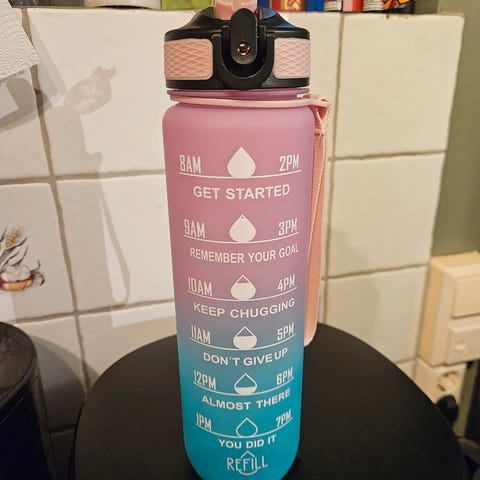 8AM 2PM
GET STARTED
9AM 3PM
REMEMBER YOUR GOAL
10AM 4PM
KEEP CHUGGING
11AM 5PM
DON'T GIVE UP
12PM 6PM
ALMOST THERE
1PM 7PM
YOU DID IT
REFILL